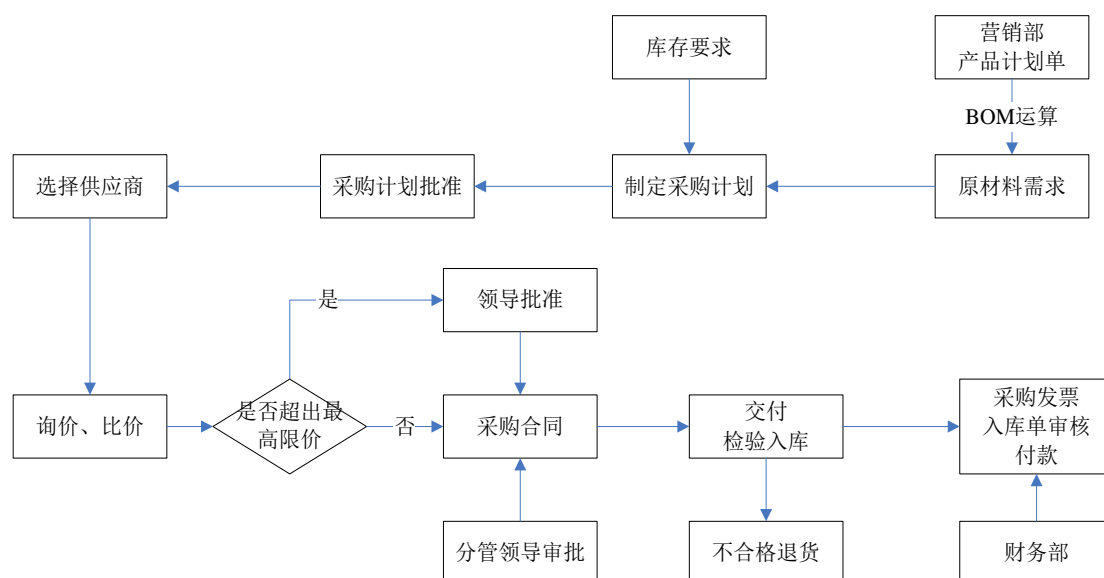 库存要求
营销部
产品计划单
BOM运算
选择供应商
采购计划批准
制定采购计划
原材料需求
是
领导批准
询价、比价
是否超出最
高限价
否
采购合同
交付
检验入库
采购发票
入库单审核
付款
分管领导审批
不合格退货
财务部